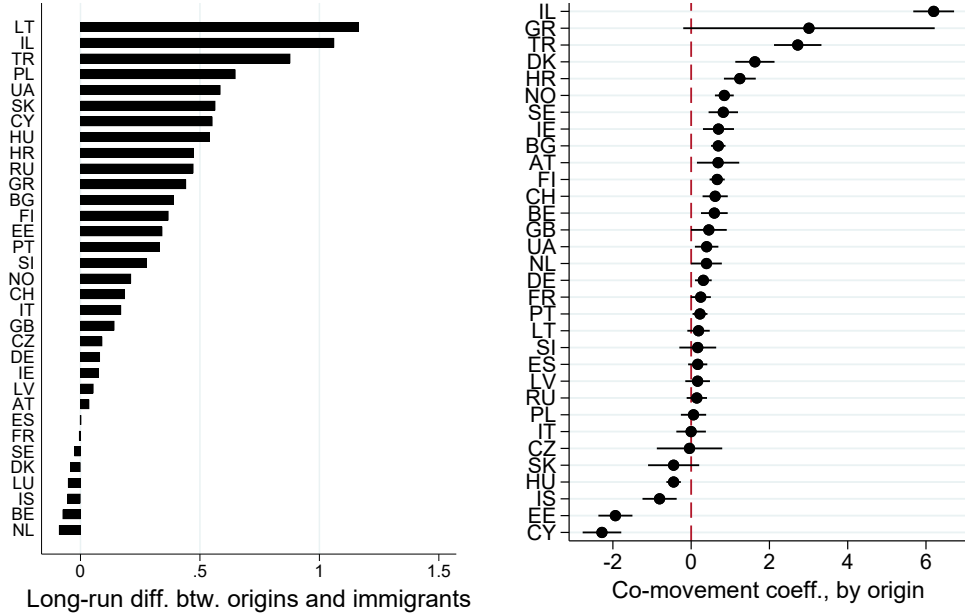 LT
IL
TR
PL
UA
SK
CY
HU
HR
RU
GR
BG
FI
EE
PT
SI
NO
CH
IT
GB
CZ
DE
IE
LV
AT
ES
FR
SE
DK
LU
IS
BE
NL
0 .5 1 1.5
Long-run diff. btw. origins and immigrants
IL
GR
TR
DK
HR
NO
SE
IE
BG
AT
FI
CH
BE
GB
UA
NL
DE
FR
PT
LT
SI
ES
LV
RU
PL
IT
CZ
SK
HU
IS
EE
CY
-2 0 2 4 6
Co-movement coeff., by origin